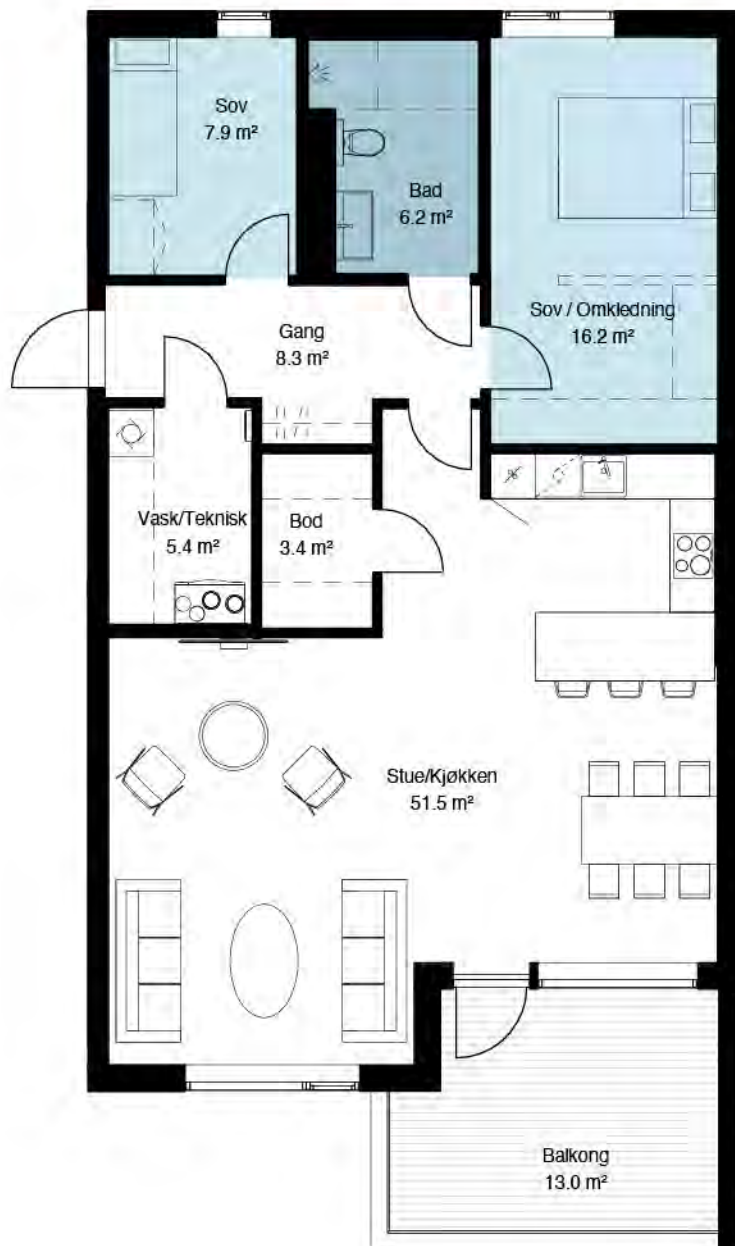 Sov
7.9 m²
Bad
6.2 m²
Sov / Omkledning
16.2 m²
Gang
8.3 m²
Vask/Teknisk
5.4 m²
Bod
3.4 m²
Stue/Kjøkken
51.5 m²
Balkong
13.0 m²